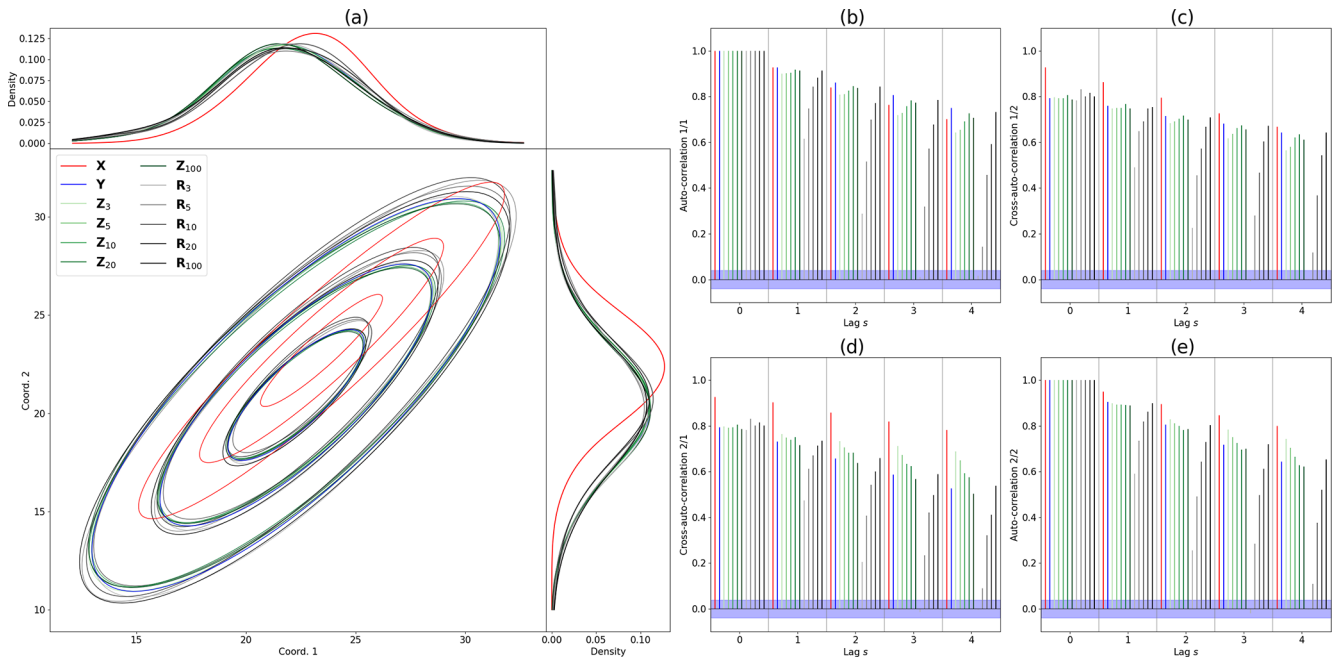 (a)
(b)
(c)
0.125
0.100
0.075
0.050
0.025
0.000
Density
X
Y
Z3
Z5
Z10
Z20
Z100
R3
R5
R10
R20
R100
30
25
20
15
10
Coord. 2
15
20
25
30
Coord. 1
0.00
0.05
0.10
Density
1.0
0.8
0.6
0.4
0.2
0.0
Auto-correlation 1/1
0
1
2
3
4
Lag s
1.0
0.8
0.6
0.4
0.2
0.0
Cross-auto-correlation 1/2
0
1
2
3
4
Lag s
(d)
(e)
1.0
0.8
0.6
0.4
0.2
0.0
Cross-auto-correlation 2/1
0
1
2
3
4
Lag s
1.0
0.8
0.6
0.4
0.2
0.0
Auto-correlation 2/2
0
1
2
3
4
Lag s